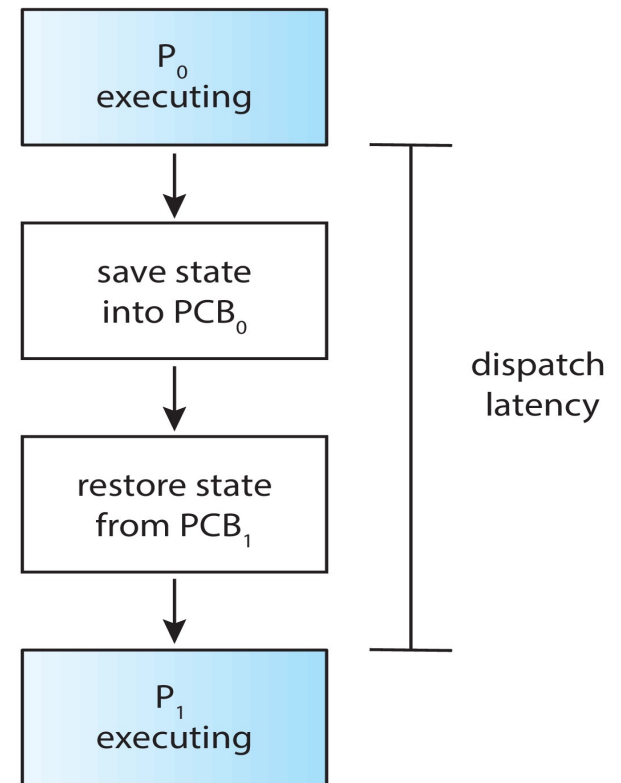 P₀
executing
save state
into PCB₀
dispatch
latency
restore state
from PCB₁
P₁
executing